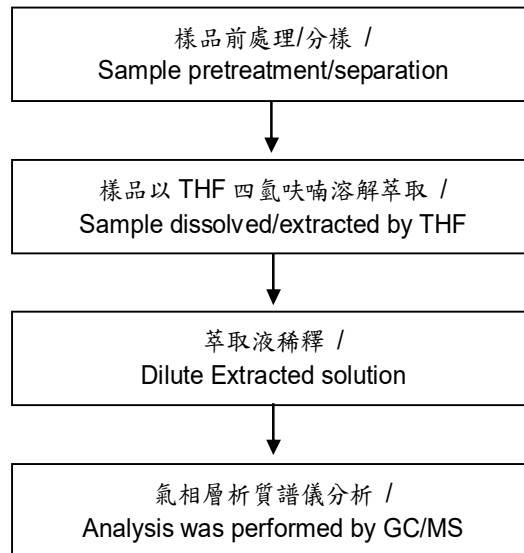 樣品前處理/分樣 /
Sample pretreatment/separation
樣品以 THF 四氫呋喃溶解萃取 /
Sample dissolved/extracted by THF
萃取液稀釋 /
Dilute Extracted solution
氣相層析質譜儀分析 /
Analysis was performed by GC/MS